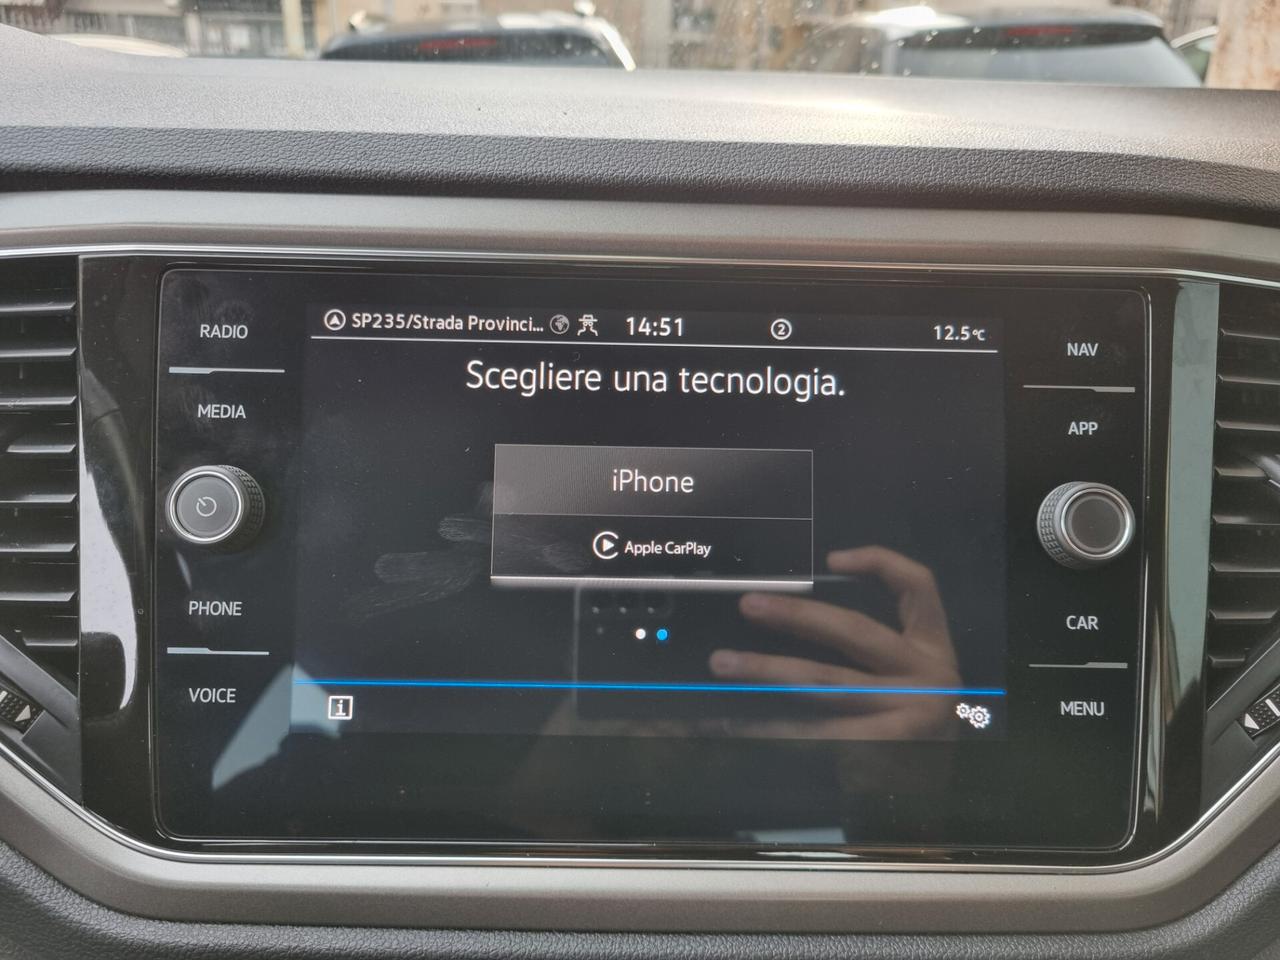 RADIO
MEDIA
PHONE
VOICE
SP235/Strada Provinci... 14:51 2 12.5°C
Scegliere una tecnologia.
iPhone
Apple CarPlay
i
NAV
APP
CAR
MENU